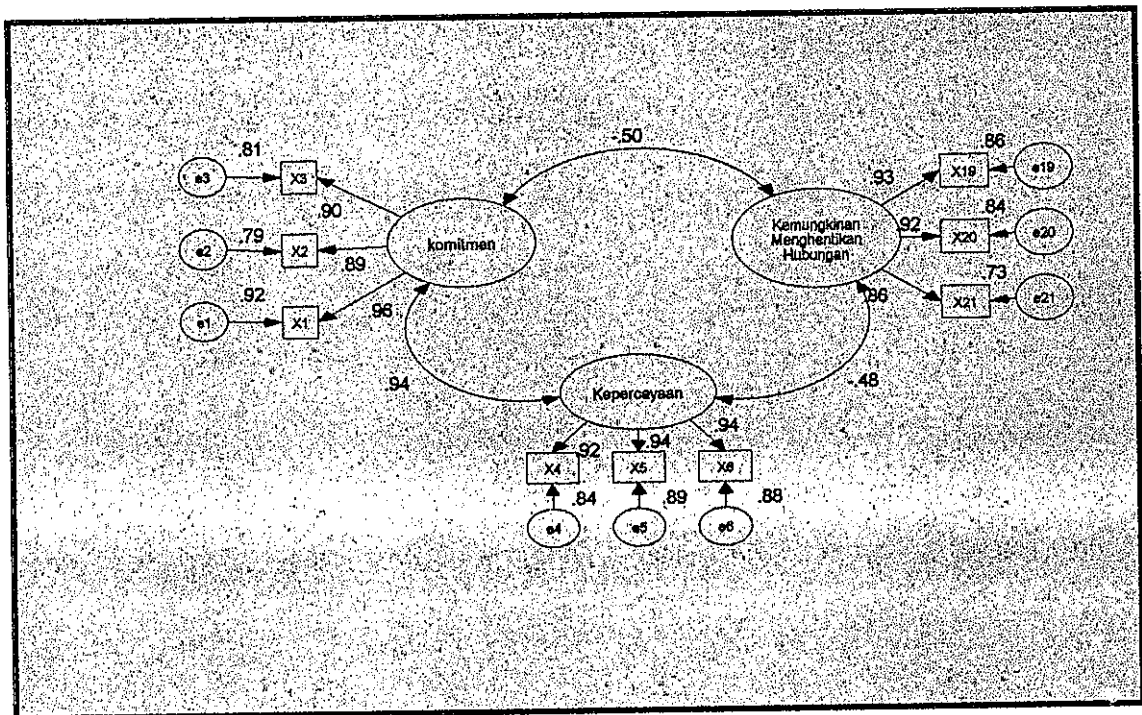 -.50
.81
e3
X3
.90
.79
e2
X2
.89
.92
e1
X1
.96
komitmen
Kemungkinan
Menghentikan
Hubungan
.93
.86
X19
e19
.92
.84
X20
e20
.73
X21
e21
.86
.94
-.48
Kepercayaan
.92
.94
.94
X4
X5
X6
.84
.89
.88
e4
e5
e6